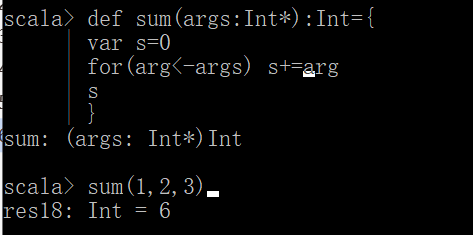 scala> def sum(args:Int*):Int={
var s=0
for(arg<-args) s+=arg
s
}
sum: (args: Int*)Int
scala> sum(1,2,3)
res18: Int = 6